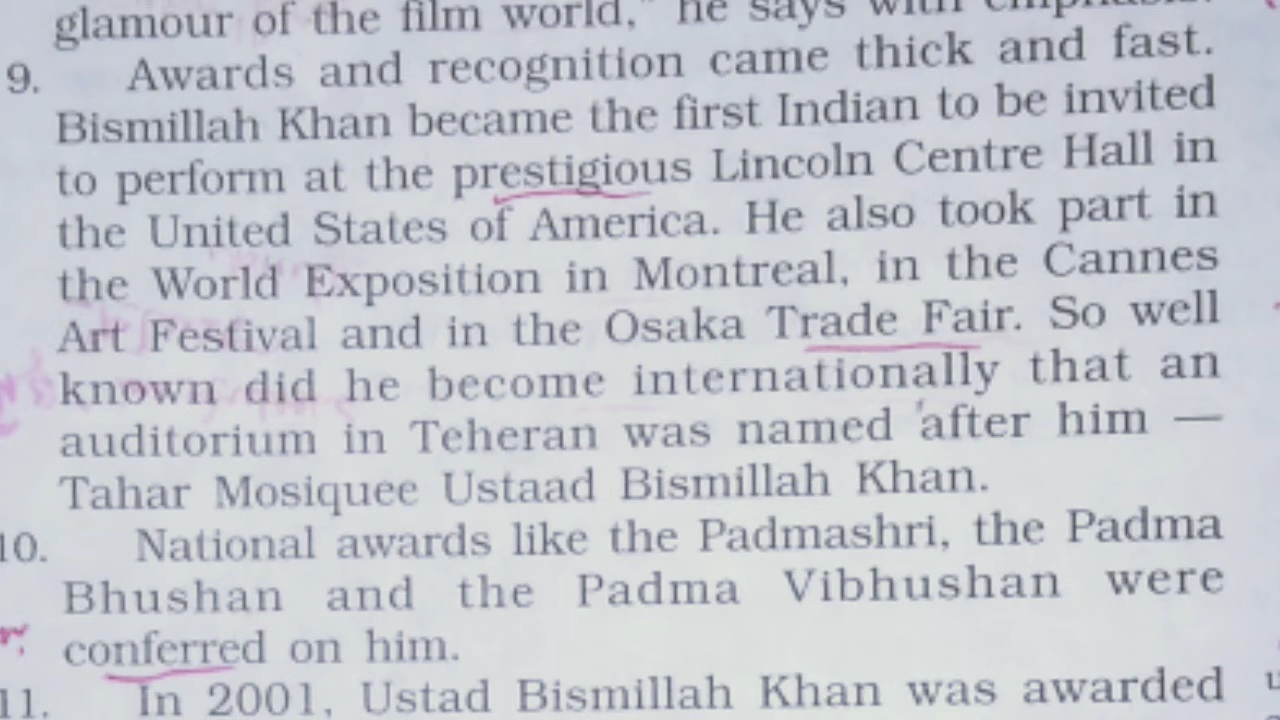 glamour of the film world," he says with emphasis.
9. Awards and recognition came thick and fast.
Bismillah Khan became the first Indian to be invited
to perform at the prestigious Lincoln Centre Hall in
the United States of America. He also took part in
the World Exposition in Montreal, in the Cannes
Art Festival and in the Osaka Trade Fair. So well
known did he become internationally that an
auditorium in Teheran was named after him —
Tahar Mosiquee Ustaad Bismillah Khan.
10. National awards like the Padmashri, the Padma
Bhushan and the Padma Vibhushan were
conferred on him.
11. In 2001, Ustad Bismillah Khan was awarded